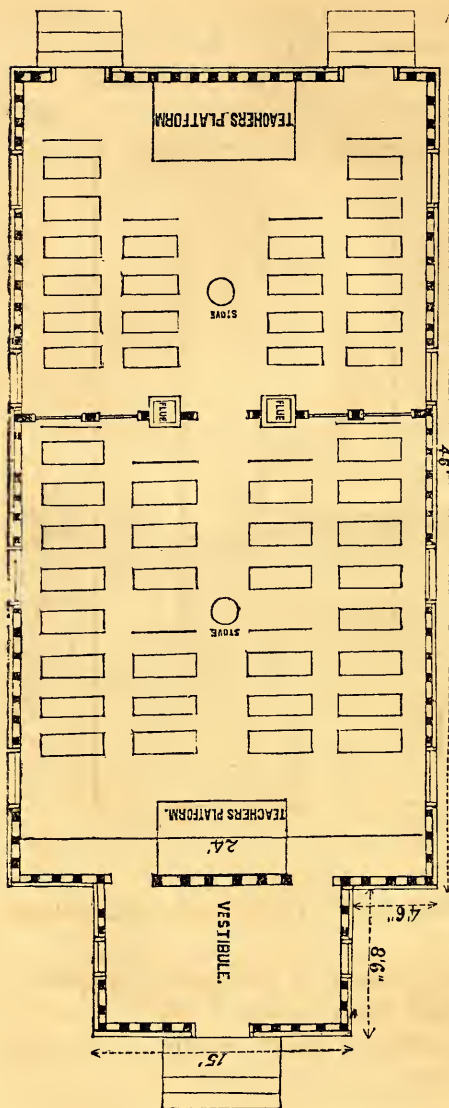 TEACHERS PLATFORM
STOVE
FLUE
FLUE
46'
STOVE.
TEACHERS PLATFORM.
24'
VESTIBULE.
4'6"
8'6"
15'